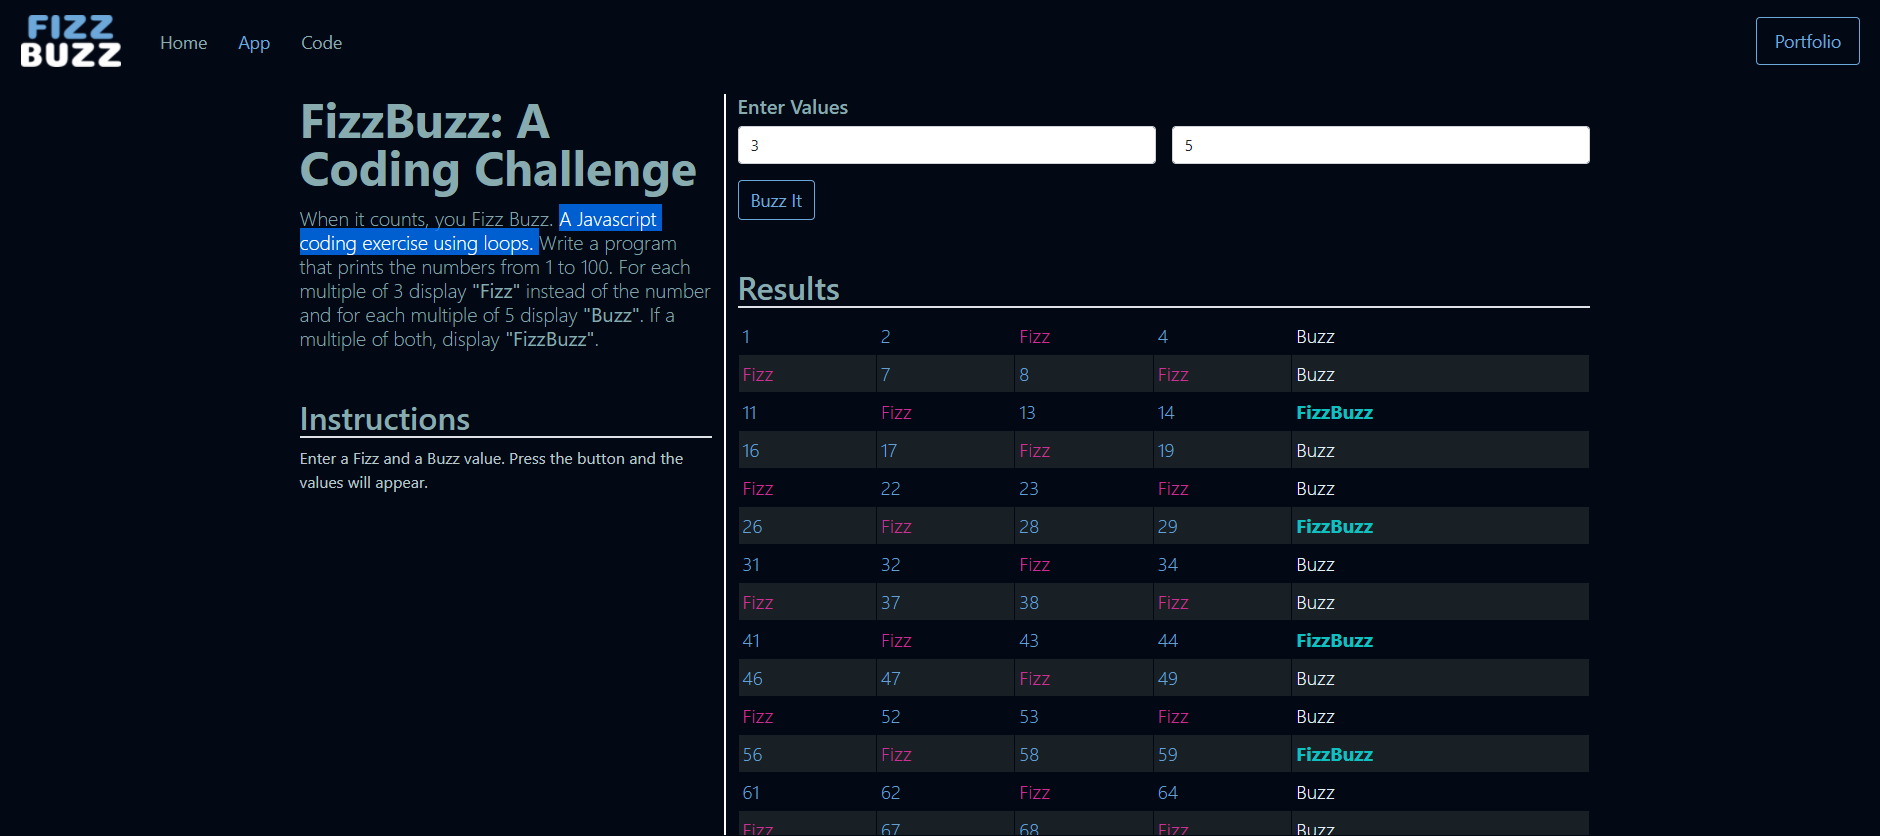 FIZZ
BUZZ
Home App Code
Portfolio
FizzBuzz: A
Coding Challenge
When it counts, you Fizz Buzz. A Javascript
coding exercise using loops. Write a program
that prints the numbers from 1 to 100. For each
multiple of 3 display "Fizz" instead of the number
and for each multiple of 5 display "Buzz". If a
multiple of both, display "FizzBuzz".
Instructions
Enter a Fizz and a Buzz value. Press the button and the
values will appear.
Enter Values
3 5
Buzz It
Results
1 2 Fizz 4 Buzz
Fizz 7 8 Fizz Buzz
11 Fizz 13 14 FizzBuzz
16 17 Fizz 19 Buzz
Fizz 22 23 Fizz Buzz
26 Fizz 28 29 FizzBuzz
31 32 Fizz 34 Buzz
Fizz 37 38 Fizz Buzz
41 Fizz 43 44 FizzBuzz
46 47 Fizz 49 Buzz
Fizz 52 53 Fizz Buzz
56 Fizz 58 59 FizzBuzz
61 62 Fizz 64 Buzz
Fizz 67 68 Fizz Buzz